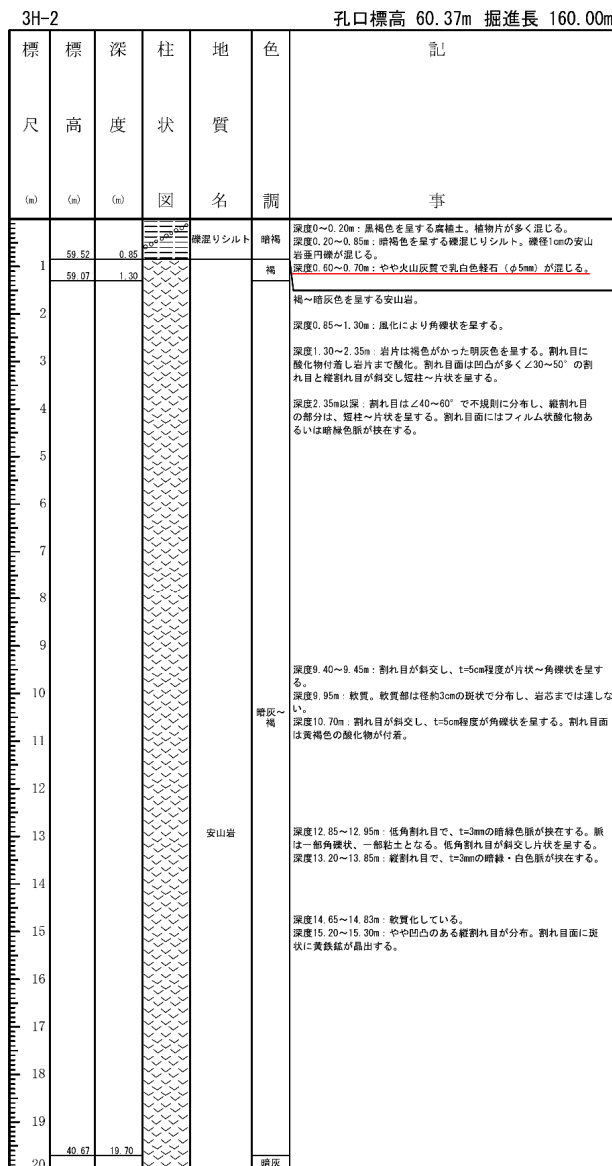 3H-2
孔口標高 60.37m 掘進長 160.00m
標尺(m) 標高(m) 深度(m) 柱状図 地質名 色調 記事
59.52 0.85 礫混りシルト 暗褐
59.07 1.30 褐
深度0～0.20m：黒褐色を呈する腐植土。植物片が多く混じる。
深度0.20～0.85m：暗褐色を呈する礫混じりシルト。礫径1cmの安山
岩亜円礫が混じる。
深度0.60～0.70m：やや火山灰質で乳白色軽石（φ5mm）が混じる。
褐～暗灰色を呈する安山岩。
深度0.85～1.30m：風化により角礫状を呈する。
深度1.30～2.35m：岩片は褐色がかった明灰色を呈する。割れ目に
酸化物付着し岩片まで酸化。割れ目面は凹凸が多く∠30～50°の割
れ目と縦割れ目が斜交し短柱～片状を呈する。
深度2.35m以深：割れ目は∠40～60°で不規則に分布し、縦割れ目
の部分は、短柱～片状を呈する。割れ目面にはフィルム状酸化物あ
るいは暗緑色脈が挟在する。
深度9.40～9.45m：割れ目が斜交し、t=5cm程度が片状～角礫状を呈す
る。
深度9.95m：軟質。軟質部は径約3cmの斑状で分布し、岩芯までは達しな
い。
深度10.70m：割れ目が斜交し、t=5cm程度が角礫状を呈する。割れ目面
は黄褐色の酸化物が付着。
暗灰～
褐
安山岩
深度12.85～12.95m：低角割れ目で、t=3mmの暗緑色脈が挟在する。脈
は一部角礫状、一部粘土となる。低角割れ目が斜交し片状を呈する。
深度13.20～13.85m：縦割れ目で、t=3mmの暗緑・白色脈が挟在する。
深度14.65～14.83m：軟質化している。
深度15.20～15.30m：やや凹凸のある縦割れ目が分布。割れ目面に斑
状に黄鉄鉱が晶出する。
40.67 19.70
暗灰
1
2
3
4
5
6
7
8
9
10
11
12
13
14
15
16
17
18
19
20